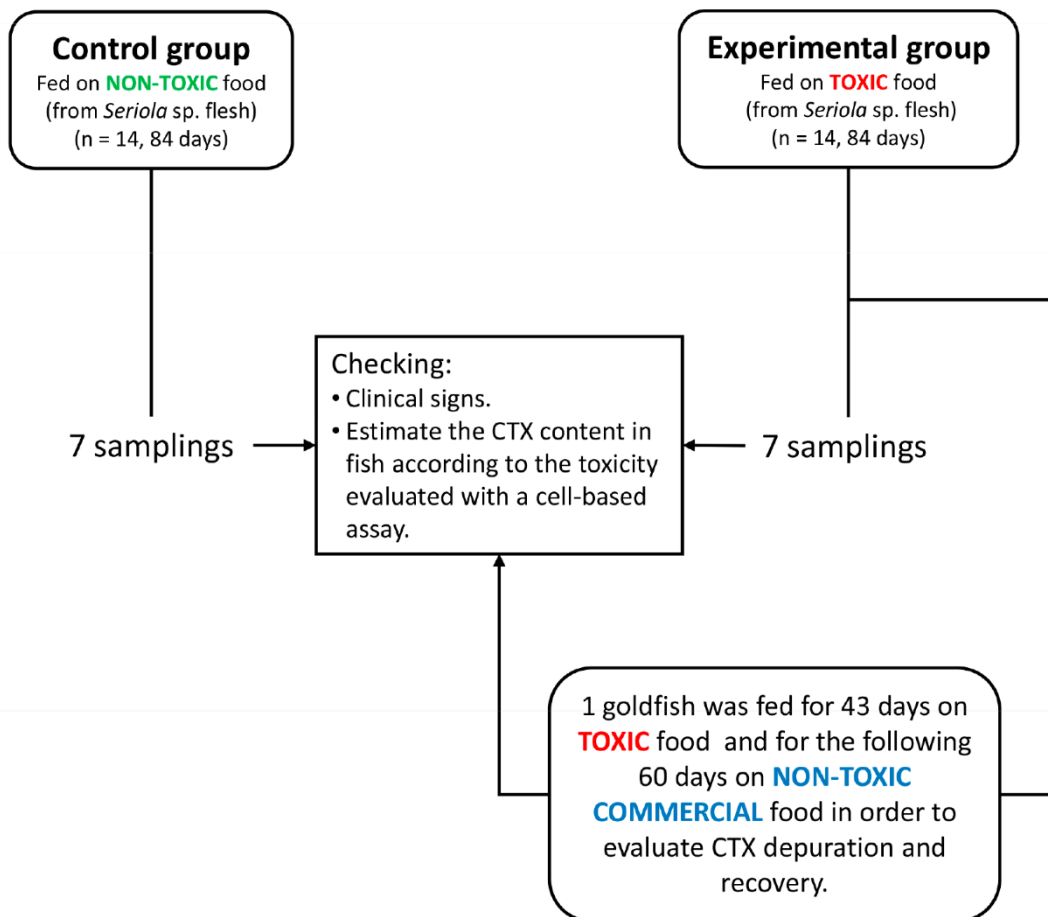 Control group
Fed on NON-TOXIC food
(from Seriola sp. flesh)
(n = 14, 84 days)
Experimental group
Fed on TOXIC food
(from Seriola sp. flesh)
(n = 14, 84 days)
7 samplings
Checking:
• Clinical signs.
• Estimate the CTX content in
fish according to the toxicity
evaluated with a cell-based
assay.
7 samplings
1 goldfish was fed for 43 days on
TOXIC food and for the following
60 days on NON-TOXIC
COMMERCIAL food in order to
evaluate CTX depuration and
recovery.